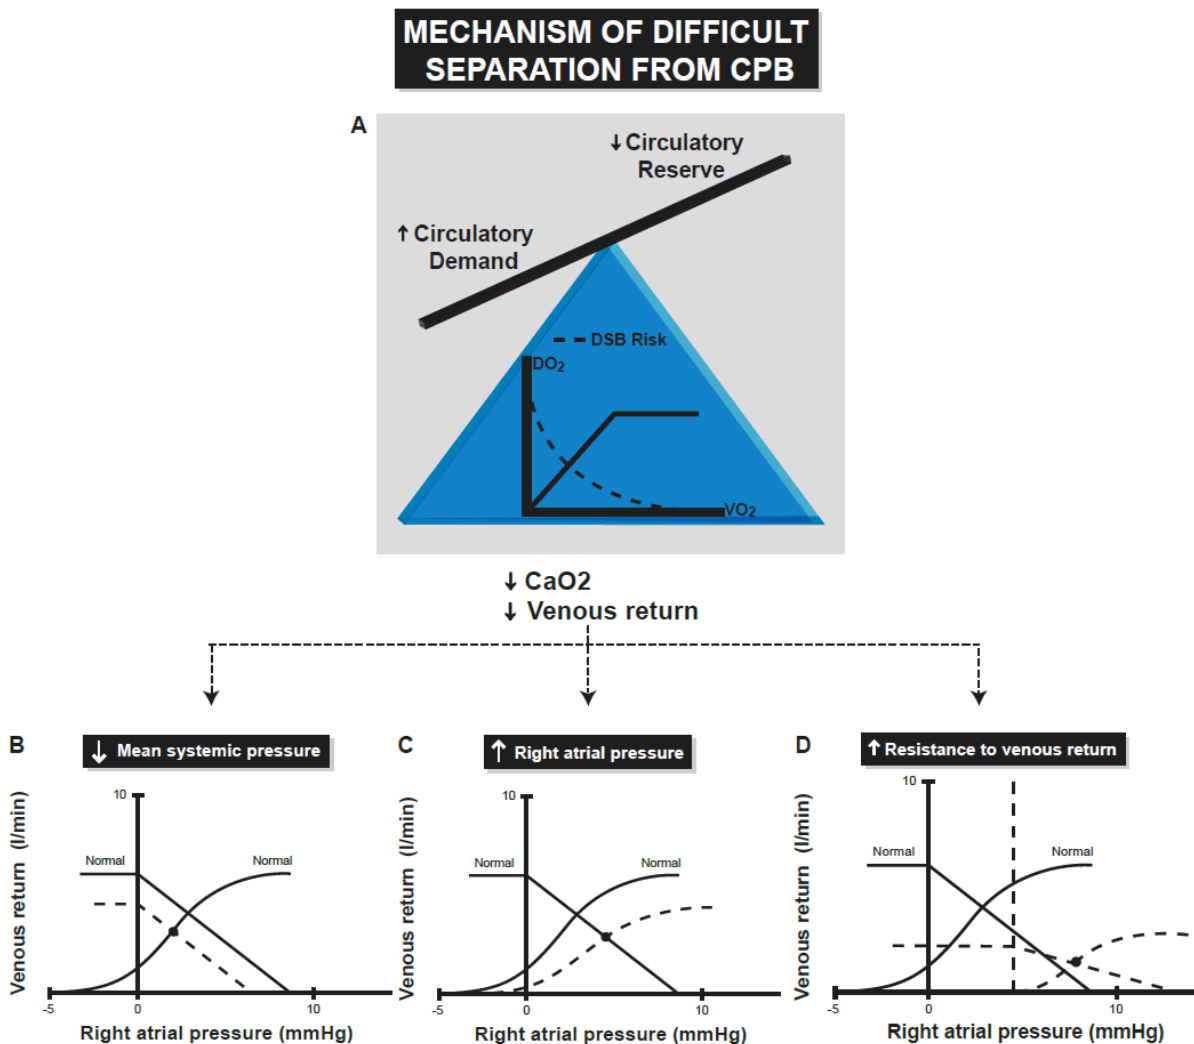 MECHANISM OF DIFFICULT
SEPARATION FROM CPB
A
↓ Circulatory
Reserve
↑ Circulatory
Demand
DSB Risk
DO2
VO2
↓ CaO2
↓ Venous return
B
↓ Mean systemic pressure
Venous return (l/min)
10
Normal
Normal
-5
0
10
Right atrial pressure (mmHg)
C
↑ Right atrial pressure
Venous return (l/min)
10
Normal
Normal
-5
0
10
Right atrial pressure (mmHg)
D
↑ Resistance to venous return
Venous return (l/min)
10
Normal
Normal
-5
0
10
Right atrial pressure (mmHg)